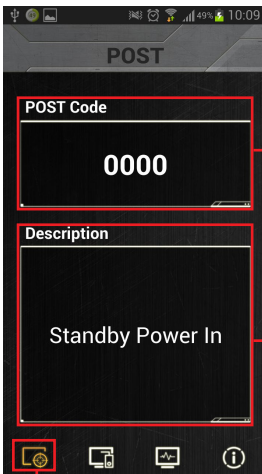 49% 10:09
POST
POST Code
0000
Description
Standby Power In